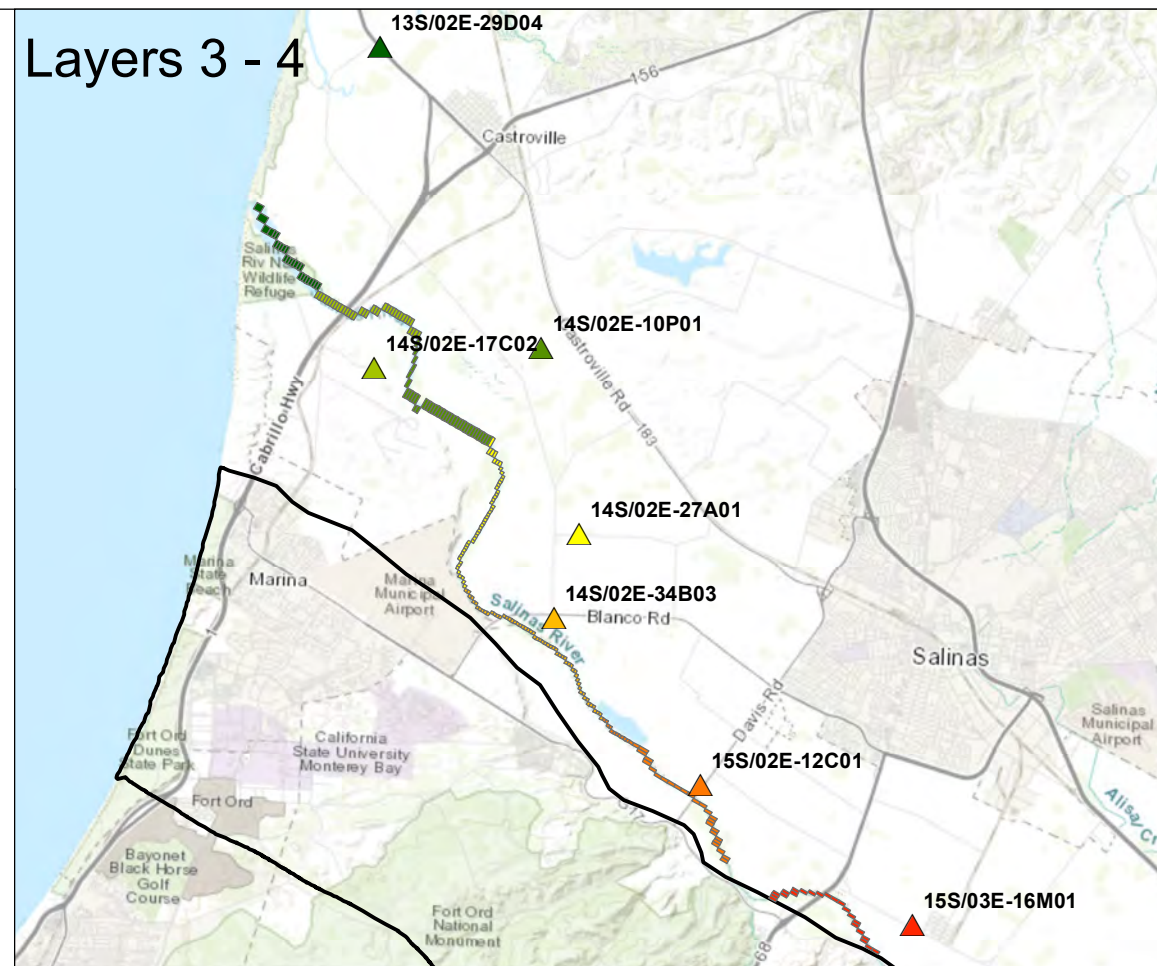 13S/02E-29D04
Layers 3 - 4
156
Castroville
Riv N
Wildlife
Refuge
14S/02E-10P01
14S/02E-17C02
Castroville Rd
183
Cabrillo Hwy
14S/02E-27A01
Marina
State
Beach
Marina
Marina
Municipal
Airport
14S/02E-34B03
Salinas River
Blanco Rd
Salinas
Davis Rd
Salinas
Municipal
Airport
Fort Ord
Dunes
State Park
California
State University
Monterey Bay
15S/02E-12C01
Fort Ord
G17
Alisal Cr
Bayonet
Black Horse
Golf
Course
15S/03E-16M01
Fort Ord
National
Monument
68